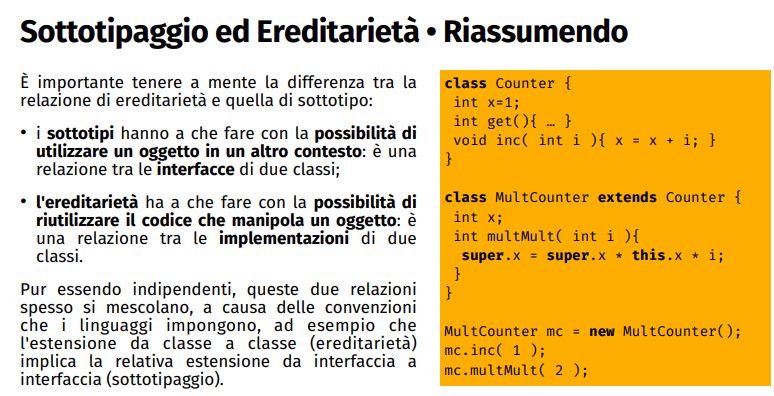 Sottotipaggio ed Ereditarietà • Riassumendo
È importante tenere a mente la differenza tra la
relazione di ereditarietà e quella di sottotipo:
• i sottotipi hanno a che fare con la possibilità di
utilizzare un oggetto in un altro contesto: è una
relazione tra le interfacce di due classi;
• l'ereditarietà ha a che fare con la possibilità di
riutilizzare il codice che manipola un oggetto: è
una relazione tra le implementazioni di due
classi.
Pur essendo indipendenti, queste due relazioni
spesso si mescolano, a causa delle convenzioni
che i linguaggi impongono, ad esempio che
l'estensione da classe a classe (ereditarietà)
implica la relativa estensione da interfaccia a
interfaccia (sottotipaggio).
class Counter {
int x=1;
int get(){ … }
void inc( int i ){ x = x + i; }
}
class MultCounter extends Counter {
int x;
int multMult( int i ){
super.x = super.x * this.x * i;
}
}
MultCounter mc = new MultCounter();
mc.inc( 1 );
mc.multMult( 2 );